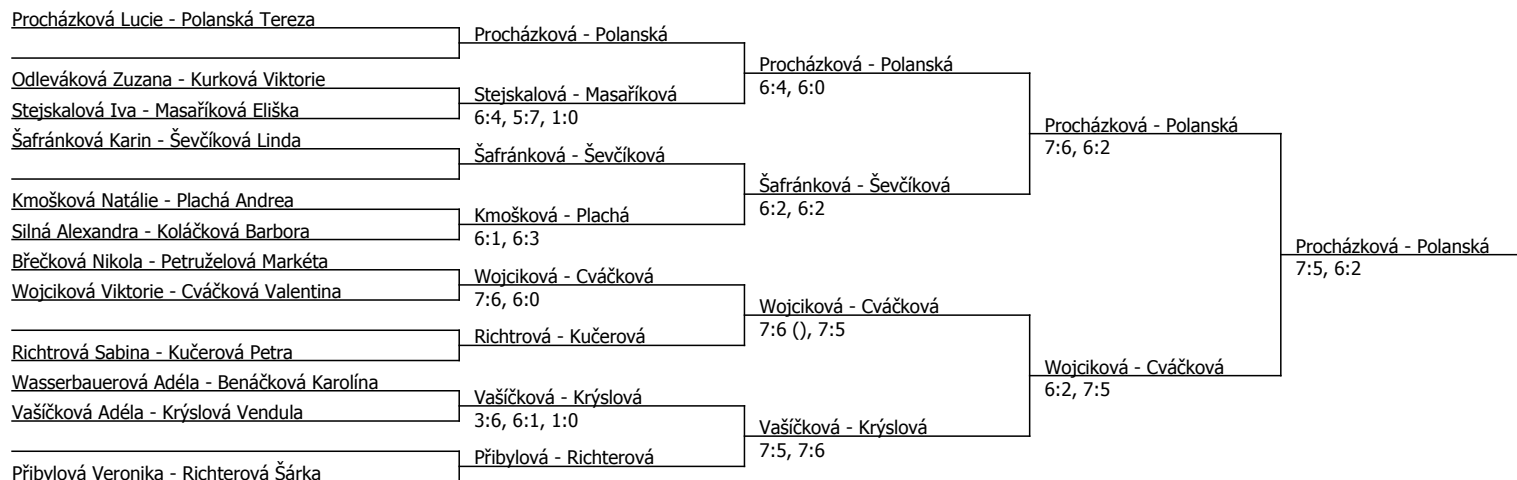 Procházková Lucie - Polanská Tereza
Odleváková Zuzana - Kurková Viktorie
Stejskalová Iva - Masaříková Eliška
Šafránková Karin - Ševčíková Linda
Kmošková Natálie - Plachá Andrea
Silná Alexandra - Koláčková Barbora
Břečková Nikola - Petruželová Markéta
Wojciková Viktorie - Cváčková Valentina
Richtrová Sabina - Kučerová Petra
Wasserbauerová Adéla - Benáčková Karolína
Vašíčková Adéla - Krýslová Vendula
Přibylová Veronika - Richterová Šárka
Procházková - Polanská
Stejskalová - Masaříková
6:4, 5:7, 1:0
Šafránková - Ševčíková
Kmošková - Plachá
6:1, 6:3
Wojciková - Cváčková
7:6, 6:0
Richtrová - Kučerová
Vašíčková - Krýslová
3:6, 6:1, 1:0
Přibylová - Richterová
Procházková - Polanská
6:4, 6:0
Šafránková - Ševčíková
6:2, 6:2
Wojciková - Cváčková
7:6 (), 7:5
Vašíčková - Krýslová
7:5, 7:6
Procházková - Polanská
7:6, 6:2
Wojciková - Cváčková
6:2, 7:5
Procházková - Polanská
7:5, 6:2